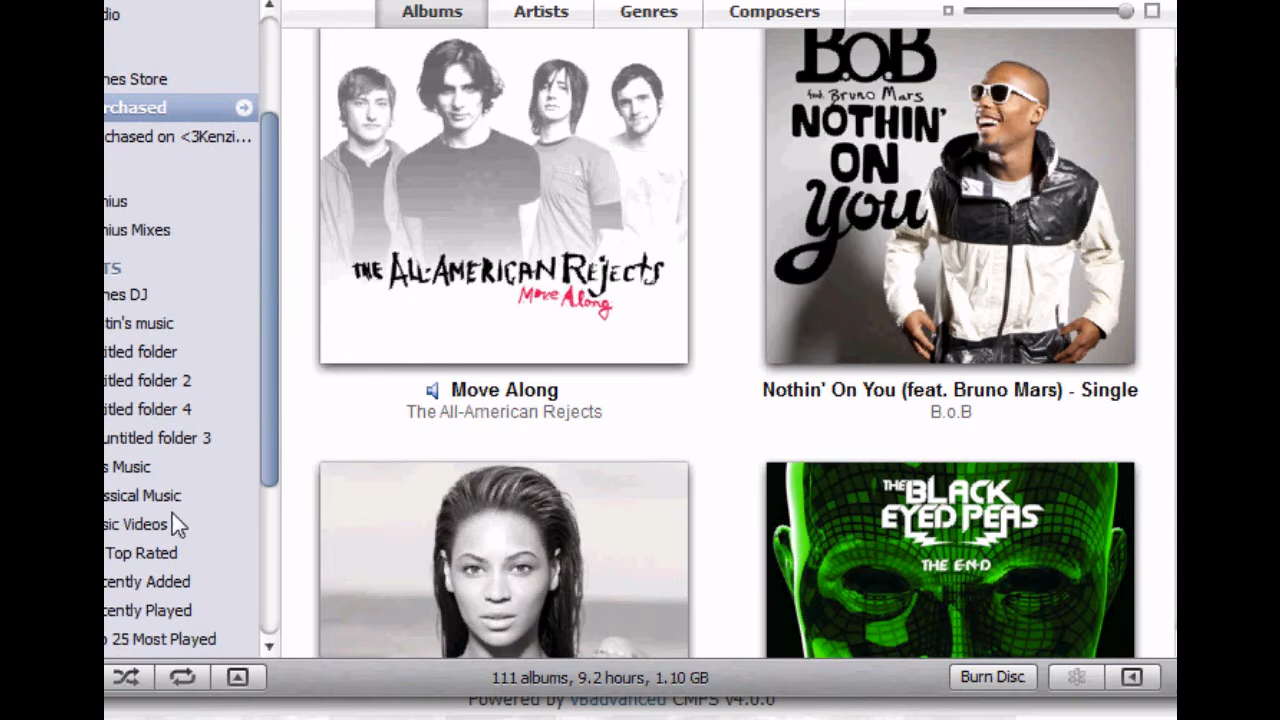 dio
nes Store
rchased
chased on <3Kenzi...
nius
nius Mixes
TS
nes DJ
tin's music
titled folder
titled folder 2
titled folder 4
untitled folder 3
s Music
ssical Music
sic Videos
Top Rated
cently Added
cently Played
25 Most Played
Albums Artists Genres Composers
THE ALL-AMERICAN REJECTS
Move Along
B.o.B
feat. Bruno Mars
NOTHIN'
ON
You
Move Along
The All-American Rejects
Nothin' On You (feat. Bruno Mars) - Single
B.o.B
THE
BLACK
EYED PEAS
THE E.N.D
111 albums, 9.2 hours, 1.10 GB
Burn Disc
Powered by vBadvanced CMPS v4.0.0